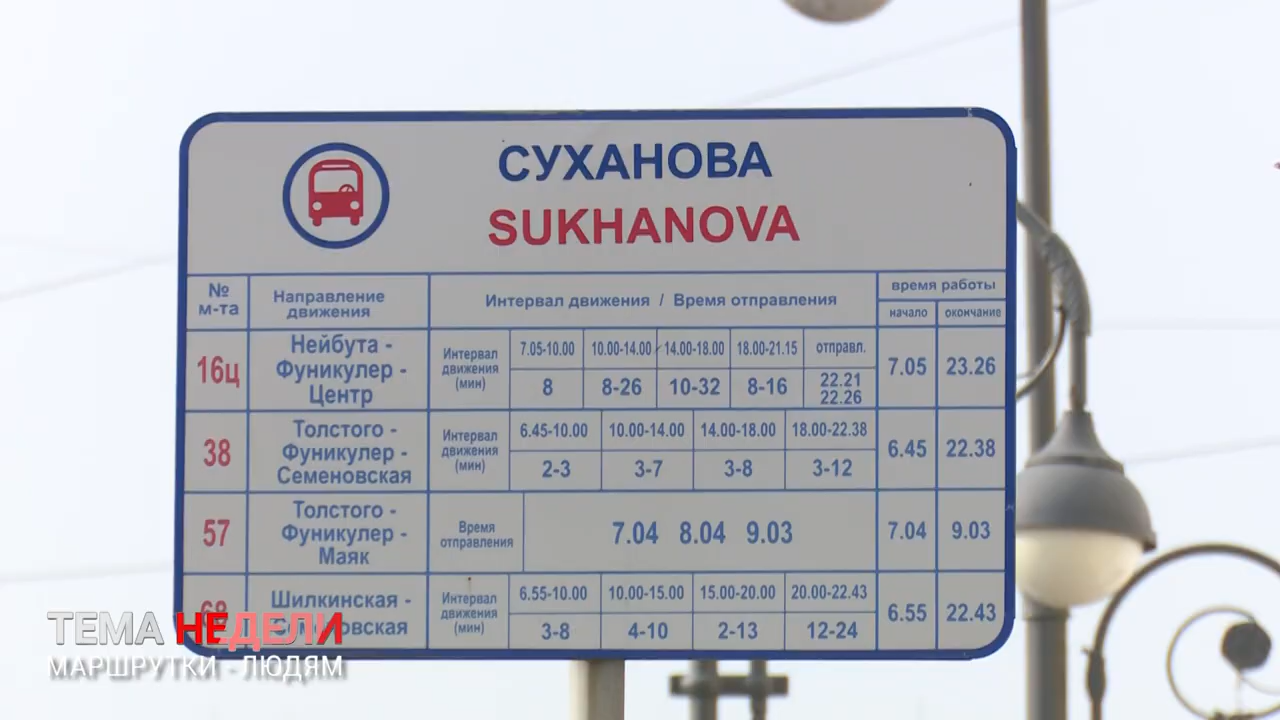 СУХАНОВА
SUKHANOVA
№ м-та
Направление движения
Интервал движения / Время отправления
время работы
начало
окончание
16ц
Нейбута -
Фуникулер -
Центр
Интервал
движения
(мин)
7.05-10.00 10.00-14.00 14.00-18.00 18.00-21.15 отправл.
8 8-26 10-32 8-16 22.21
22.26
7.05 23.26
38
Толстого -
Фуникулер -
Семеновская
Интервал
движения
(мин)
6.45-10.00 10.00-14.00 14.00-18.00 18.00-22.38
2-3 3-7 3-8 3-12
6.45 22.38
57
Толстого -
Фуникулер -
Маяк
Время
отправления
7.04 8.04 9.03
7.04 9.03
Шилкинская -
Интервал
движения
(мин)
6.55-10.00 10.00-15.00 15.00-20.00 20.00-22.43
3-8 4-10 2-13 12-24
6.55 22.43
ТЕМА НЕДЕЛИ
МАРШРУТКИ - ЛЮДЯМ